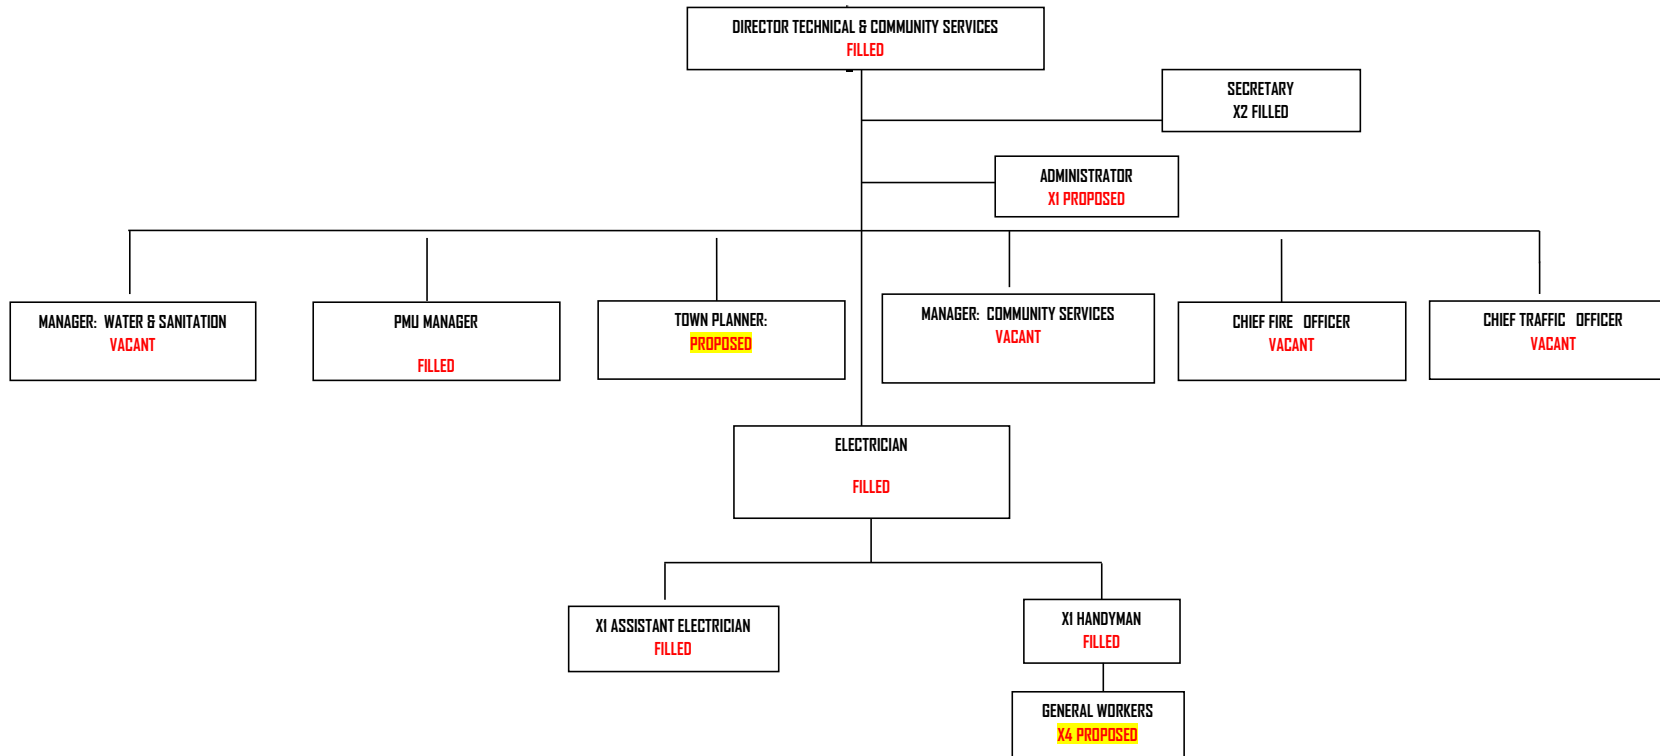 DIRECTOR TECHNICAL & COMMUNITY SERVICES
FILLED
SECRETARY
X2 FILLED
ADMINISTRATOR
X1 PROPOSED
MANAGER: WATER & SANITATION
VACANT
PMU MANAGER
FILLED
TOWN PLANNER:
PROPOSED
MANAGER: COMMUNITY SERVICES
VACANT
CHIEF FIRE OFFICER
VACANT
CHIEF TRAFFIC OFFICER
VACANT
ELECTRICIAN
FILLED
X1 ASSISTANT ELECTRICIAN
FILLED
X1 HANDYMAN
FILLED
GENERAL WORKERS
X4 PROPOSED